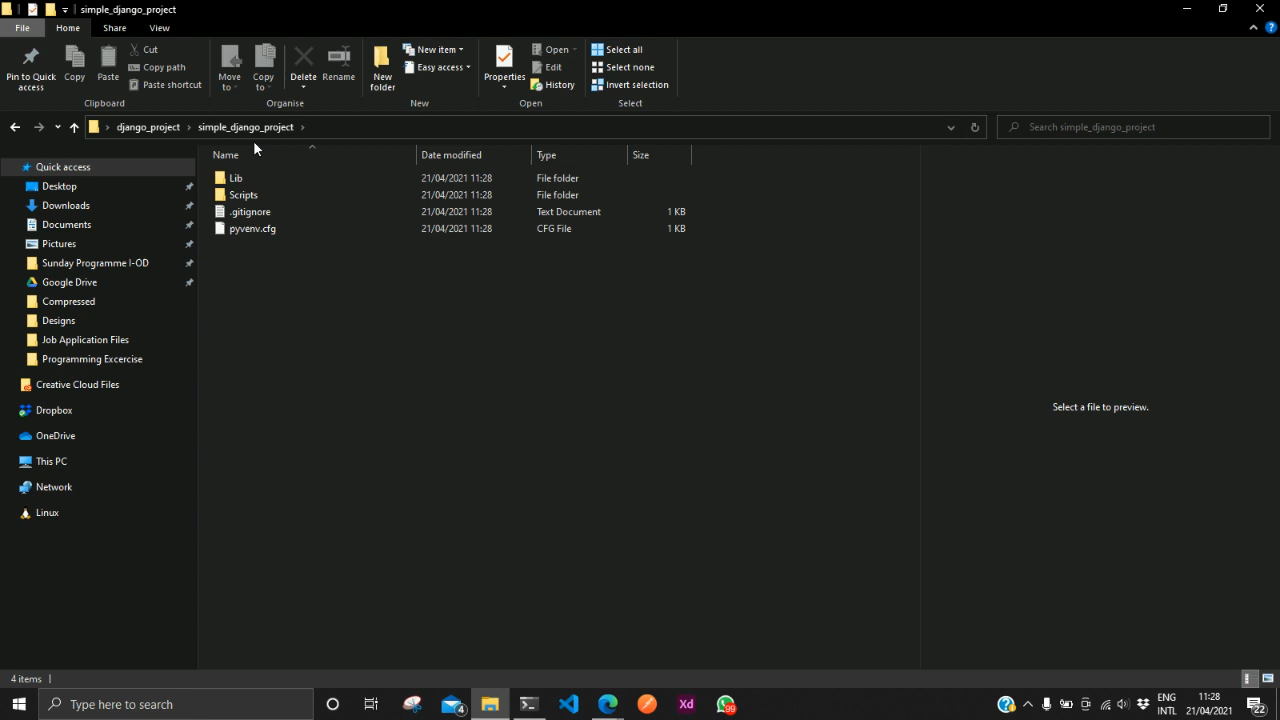 simple_django_project
File Home Share View
Pin to Quick access
Copy
Paste
Cut
Copy path
Paste shortcut
Clipboard
Move to
Copy to
Delete
Rename
Organise
New folder
New item
Easy access
New
Properties
Open
Edit
History
Open
Select all
Select none
Invert selection
Select
django_project simple_django_project
Search simple_django_project
Quick access
Desktop
Downloads
Documents
Pictures
Sunday Programme I-OD
Google Drive
Compressed
Designs
Job Application Files
Programming Excercise
Creative Cloud Files
Dropbox
OneDrive
This PC
Network
Linux
Name Date modified Type Size
Lib 21/04/2021 11:28 File folder
Scripts 21/04/2021 11:28 File folder
.gitignore 21/04/2021 11:28 Text Document 1 KB
pyvenv.cfg 21/04/2021 11:28 CFG File 1 KB
Select a file to preview.
4 items
Type here to search
4
Xd
99
ENG
INTL
11:28
21/04/2021
22